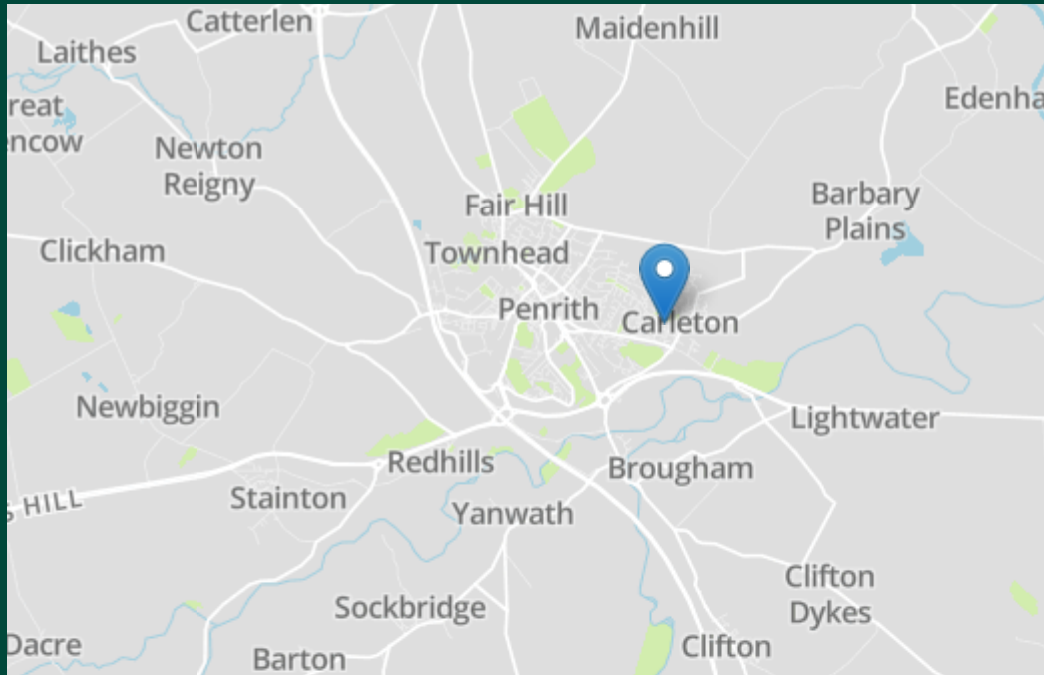 Catterlen
Maidenhill
Laithes
reat
encow
Edenha
Newton
Reigny
Barbary
Plains
Fair Hill
Clickham
Townhead
Penrith
Carleton
Newbiggin
Lightwater
Redhills
Brougham
S HILL
Stainton
Yanwath
Clifton
Dykes
Sockbridge
Dacre
Barton
Clifton